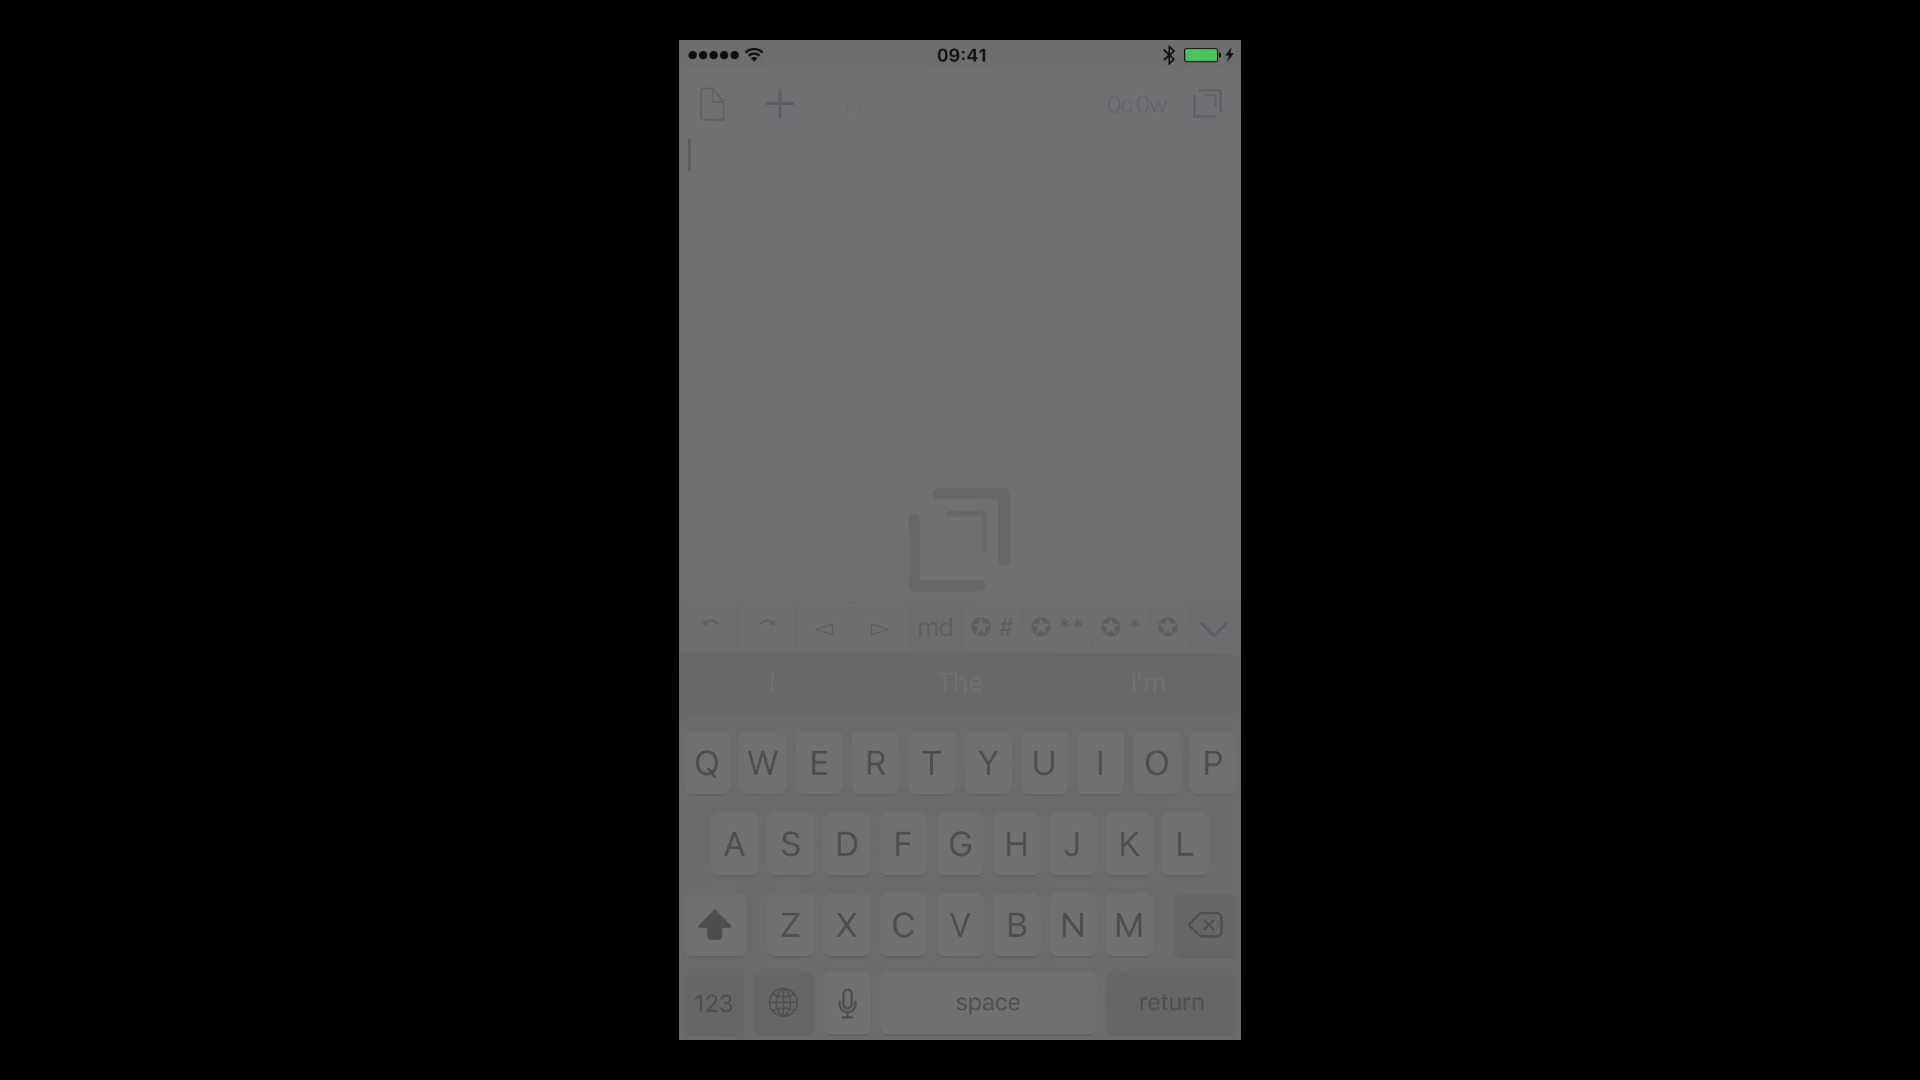 09:41
0c 0w
md # ** *
I The I'm
Q W E R T Y U I O P
A S D F G H J K L
Z X C V B N M
123 space return